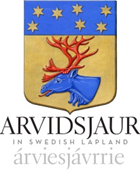 ARVIDSJAUR
IN SWEDISH LAPLAND
árviesjávrrie